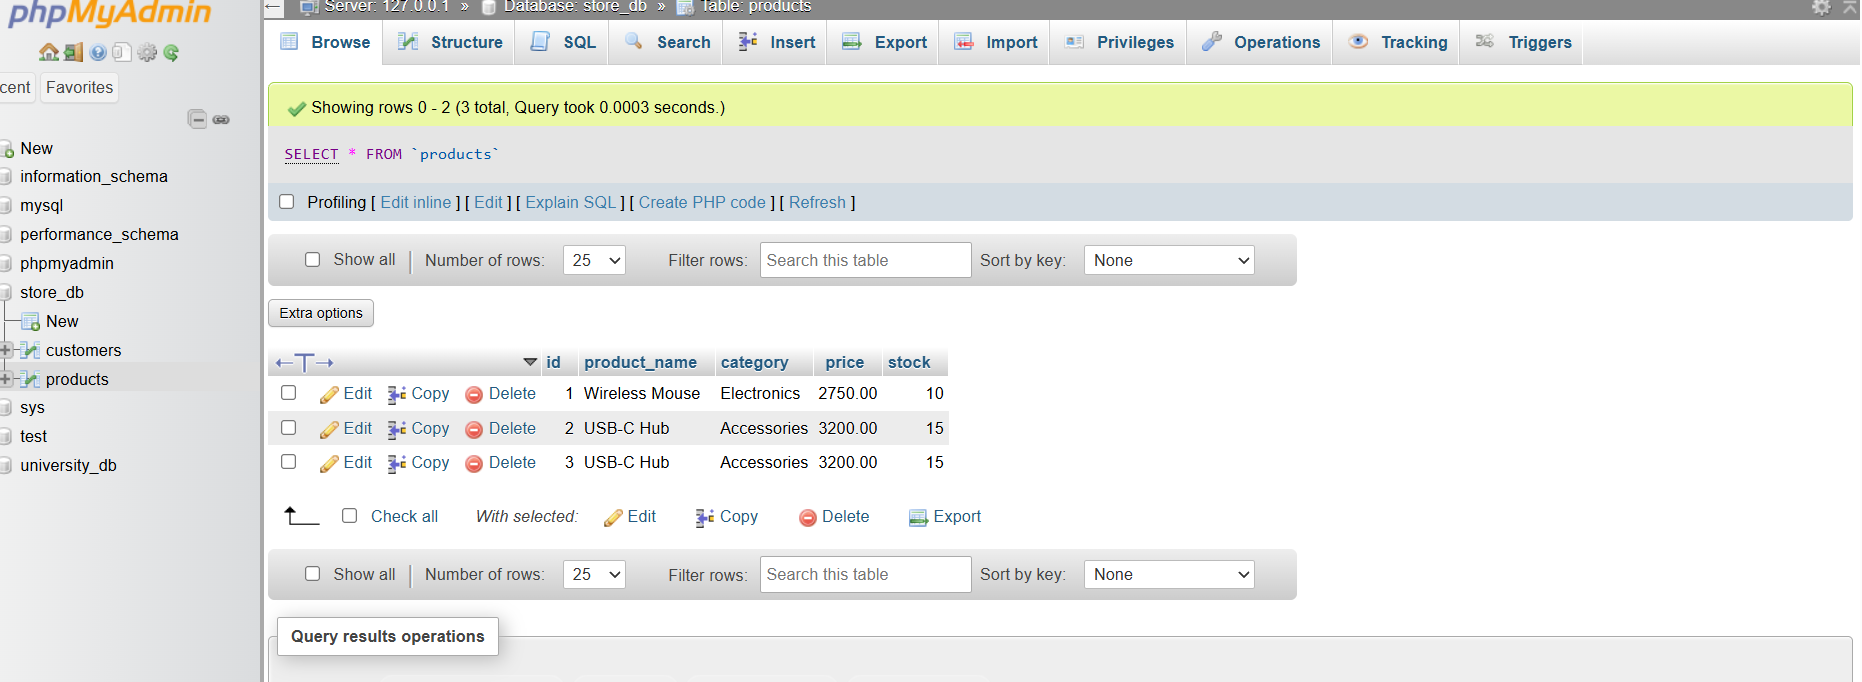 phpMyAdmin
cent Favorites
New
information_schema
mysql
performance_schema
phpmyadmin
store_db
New
customers
products
sys
test
university_db
Server: 127.0.0.1 » Database: store_db » Table: products
Browse Structure SQL Search Insert Export Import Privileges Operations Tracking Triggers
Showing rows 0 - 2 (3 total, Query took 0.0003 seconds.)
SELECT * FROM `products`
Profiling [ Edit inline ] [ Edit ] [ Explain SQL ] [ Create PHP code ] [ Refresh ]
Show all Number of rows: 25 Filter rows: Search this table Sort by key: None
Extra options
id product_name category price stock
Edit Copy Delete 1 Wireless Mouse Electronics 2750.00 10
Edit Copy Delete 2 USB-C Hub Accessories 3200.00 15
Edit Copy Delete 3 USB-C Hub Accessories 3200.00 15
Check all With selected: Edit Copy Delete Export
Show all Number of rows: 25 Filter rows: Search this table Sort by key: None
Query results operations